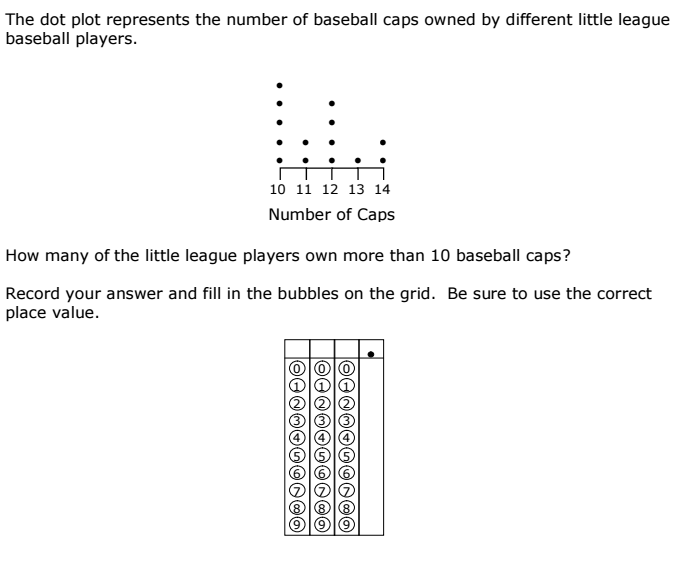 The dot plot represents the number of baseball caps owned by different little league
baseball players.
10 11 12 13 14
Number of Caps
How many of the little league players own more than 10 baseball caps?
Record your answer and fill in the bubbles on the grid.  Be sure to use the correct
place value.
0 0 0
1 1 1
2 2 2
3 3 3
4 4 4
5 5 5
6 6 6
7 7 7
8 8 8
9 9 9